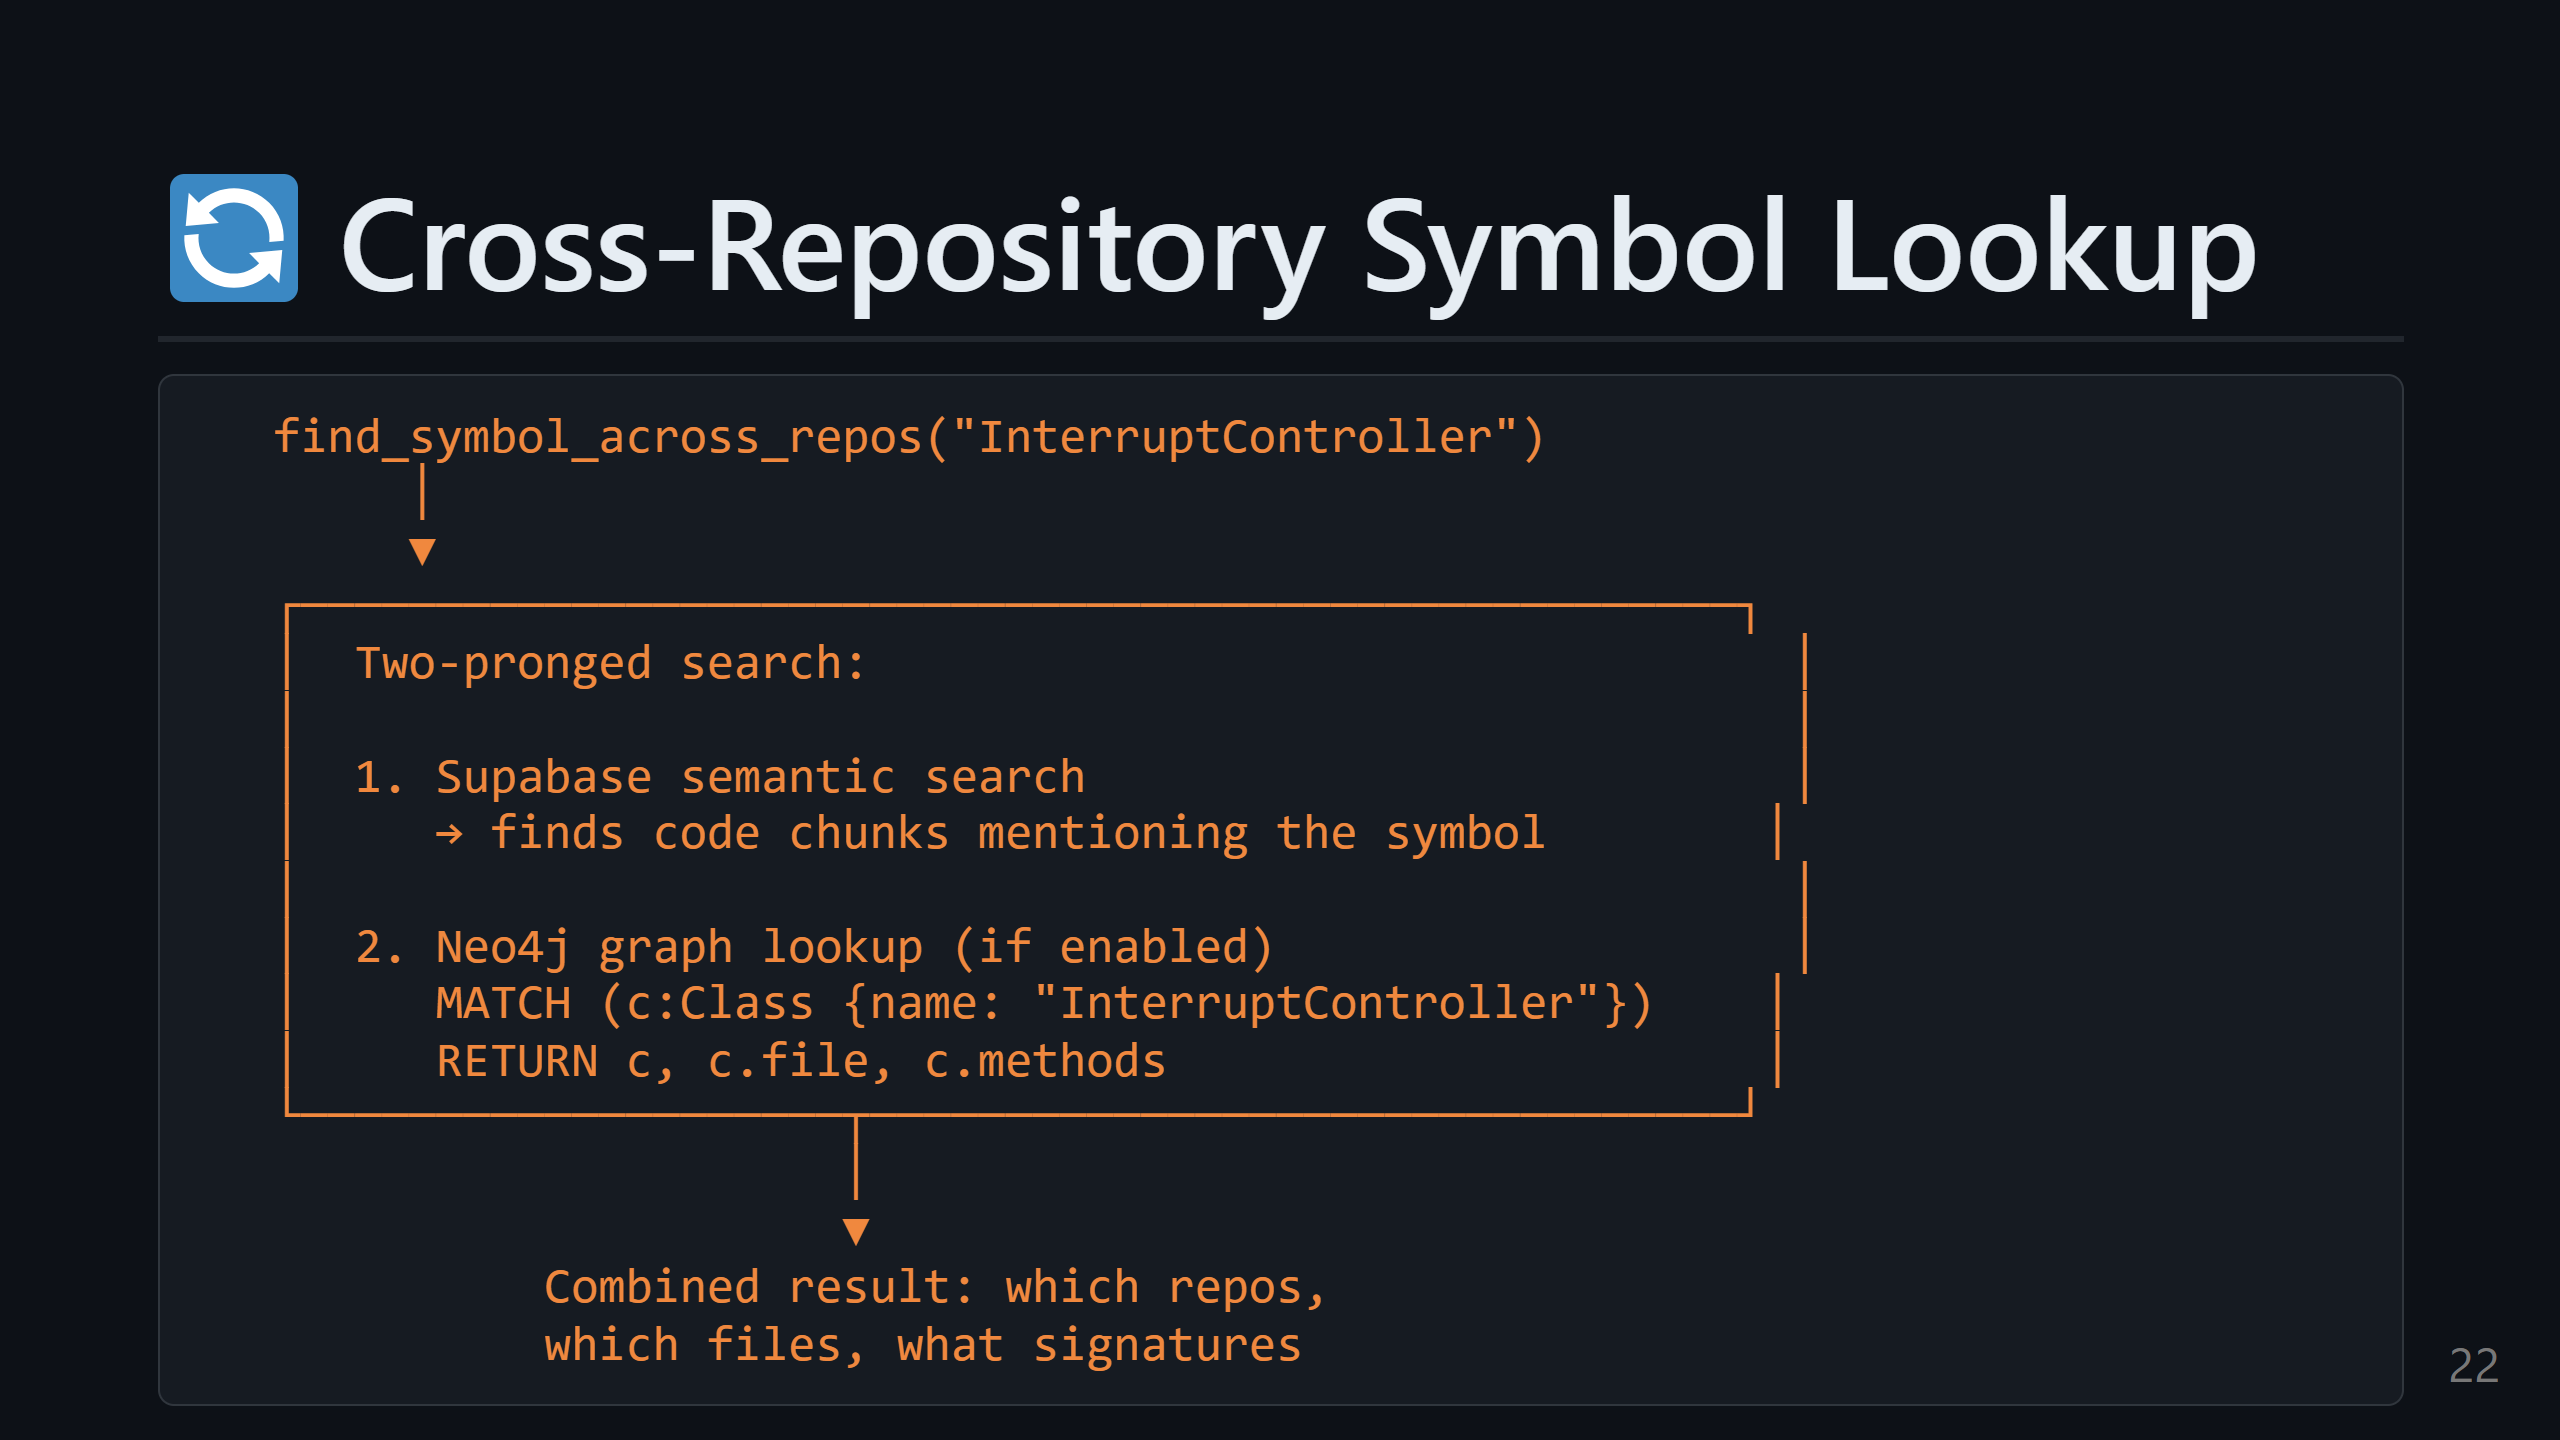 Cross-Repository Symbol Lookup
find_symbol_across_repos("InterruptController")
Two-pronged search:
1. Supabase semantic search
→ finds code chunks mentioning the symbol
2. Neo4j graph lookup (if enabled)
MATCH (c:Class {name: "InterruptController"})
RETURN c, c.file, c.methods
Combined result: which repos,
which files, what signatures
22